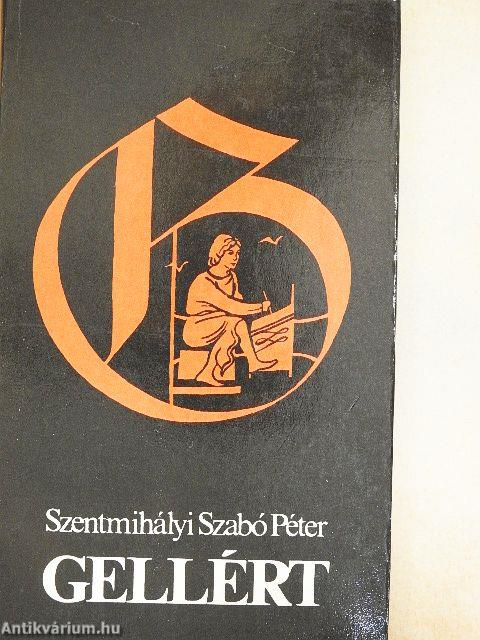 G
Szentmihályi Szabó Péter
GELLÉRT
Antikvárium.hu